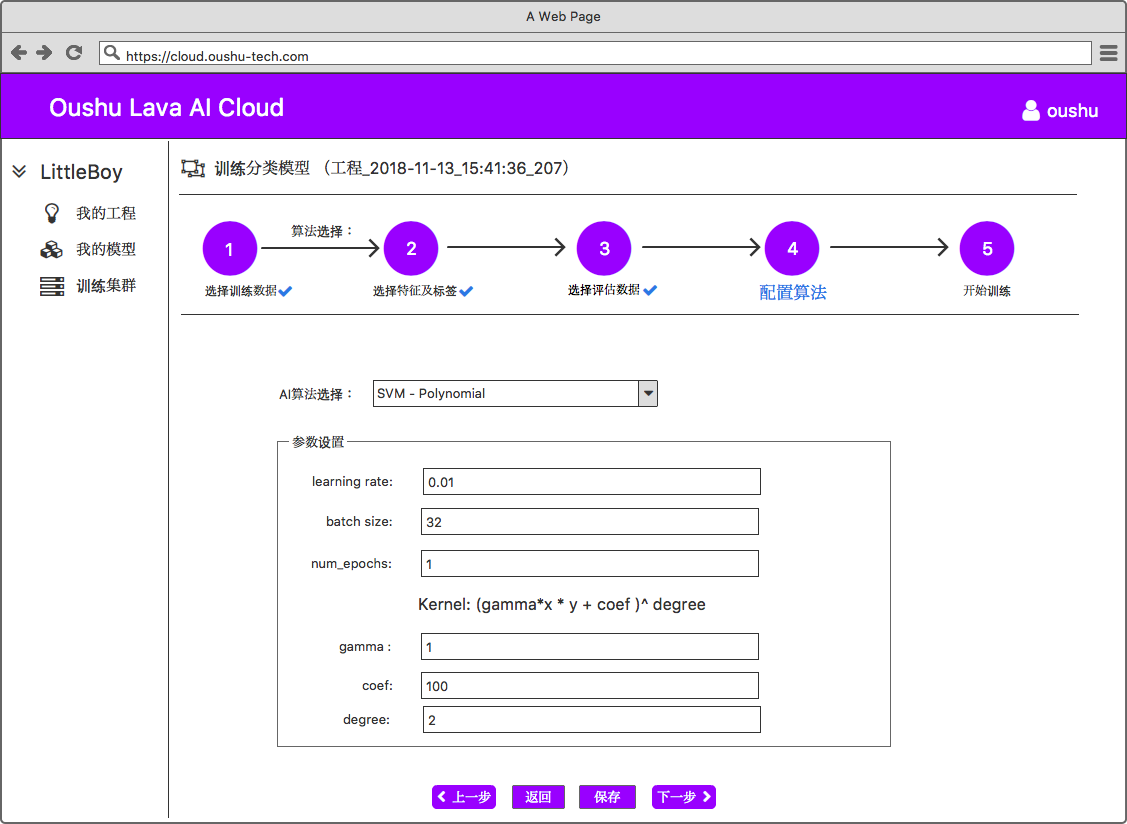 A Web Page
https://cloud.oushu-tech.com
Oushu Lava AI Cloud
oushu
LittleBoy
我的工程
我的模型
训练集群
训练分类模型 （工程_2018-11-13_15:41:36_207）
算法选择：
1
2
3
4
5
选择训练数据
选择特征及标签
选择评估数据
配置算法
开始训练
AI算法选择： SVM - Polynomial
参数设置
learning rate: 0.01
batch size: 32
num_epochs: 1
Kernel: (gamma*x * y + coef )^ degree
gamma : 1
coef: 100
degree: 2
上一步 返回 保存 下一步